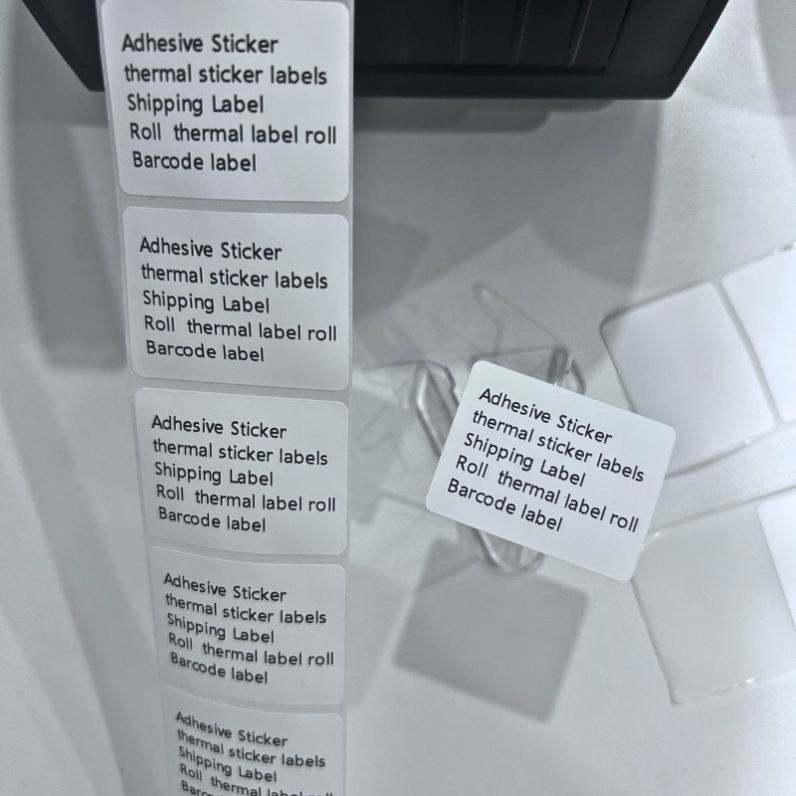 Adhesive Sticker
thermal sticker labels
Shipping Label
Roll thermal label roll
Barcode label
Adhesive Sticker
thermal sticker labels
Shipping Label
Roll thermal label roll
Barcode label
Adhesive Sticker
thermal sticker labels
Shipping Label
Roll thermal label roll
Barcode label
Adhesive Sticker
thermal sticker labels
Shipping Label
Roll thermal label roll
Barcode label
Adhesive Sticker
thermal sticker labels
Shipping Label
Roll thermal label
Adhesive Sticker
thermal sticker labels
Shipping Label
Roll thermal label roll
Barcode label